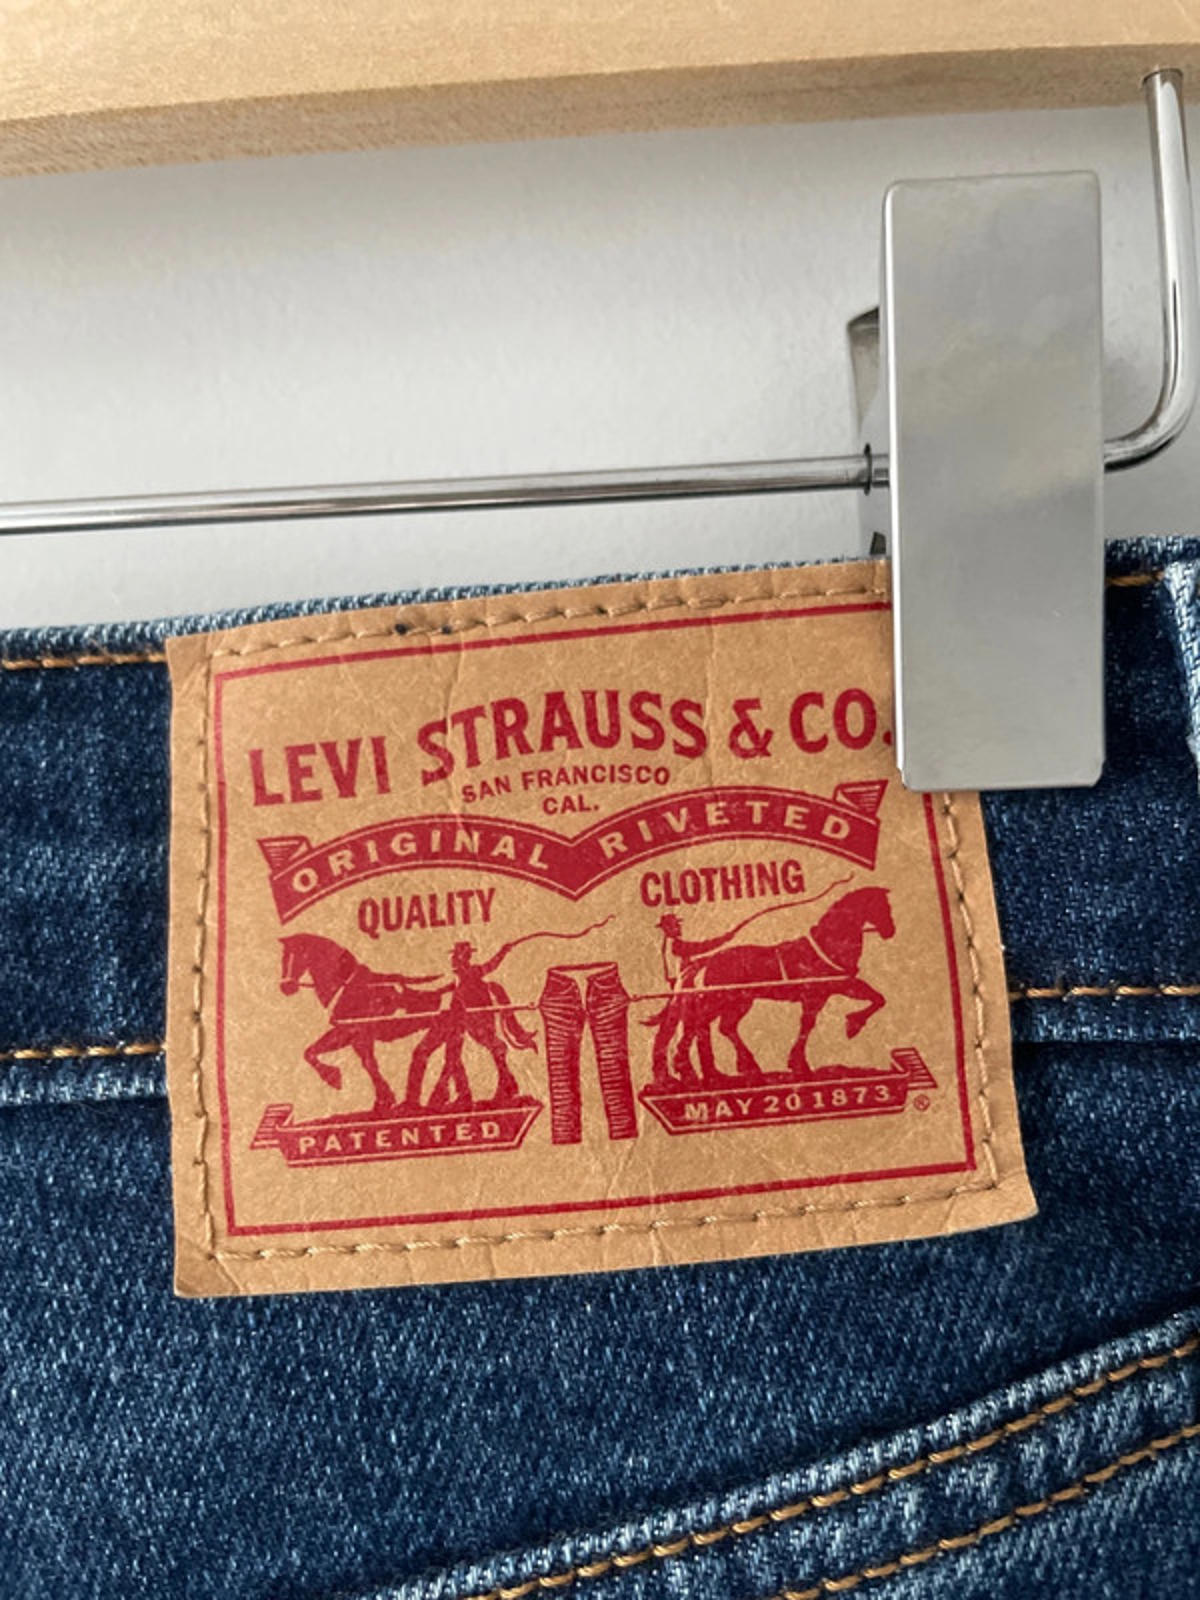 LEVI STRAUSS & CO.
SAN FRANCISCO
CAL.
ORIGINAL RIVETED
QUALITY CLOTHING
PATENTED MAY 20 1873 ®